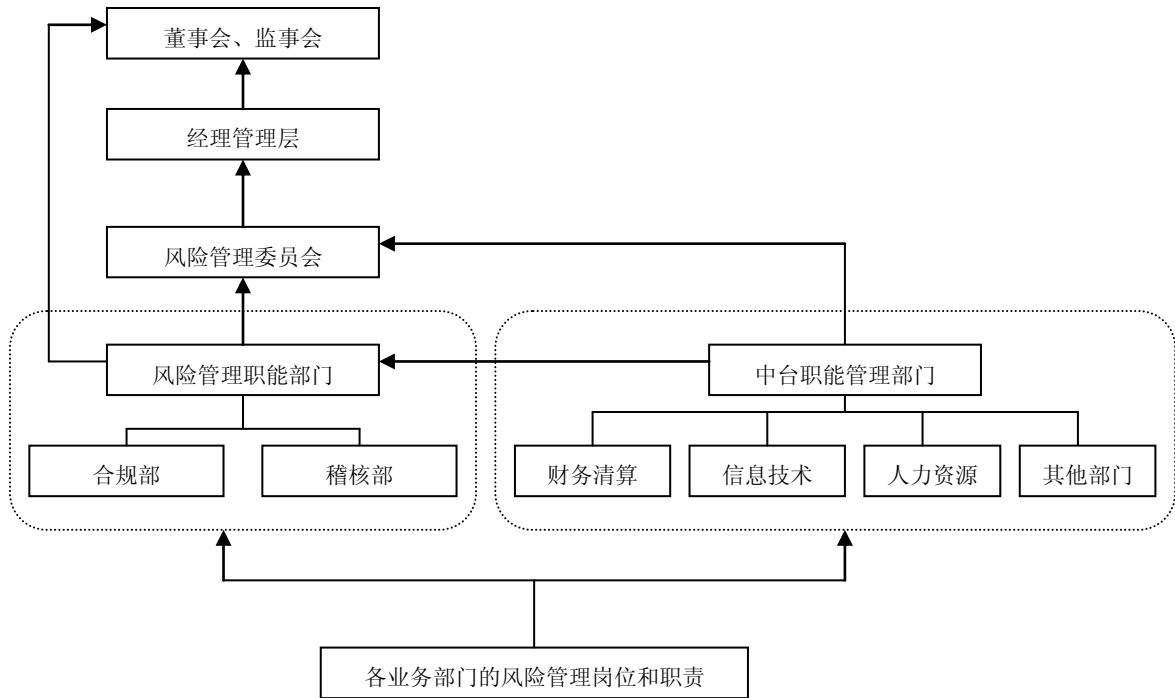 董事会、监事会
经理管理层
风险管理委员会
风险管理职能部门
中台职能管理部门
合规部
稽核部
财务清算
信息技术
人力资源
其他部门
各业务部门的风险管理岗位和职责